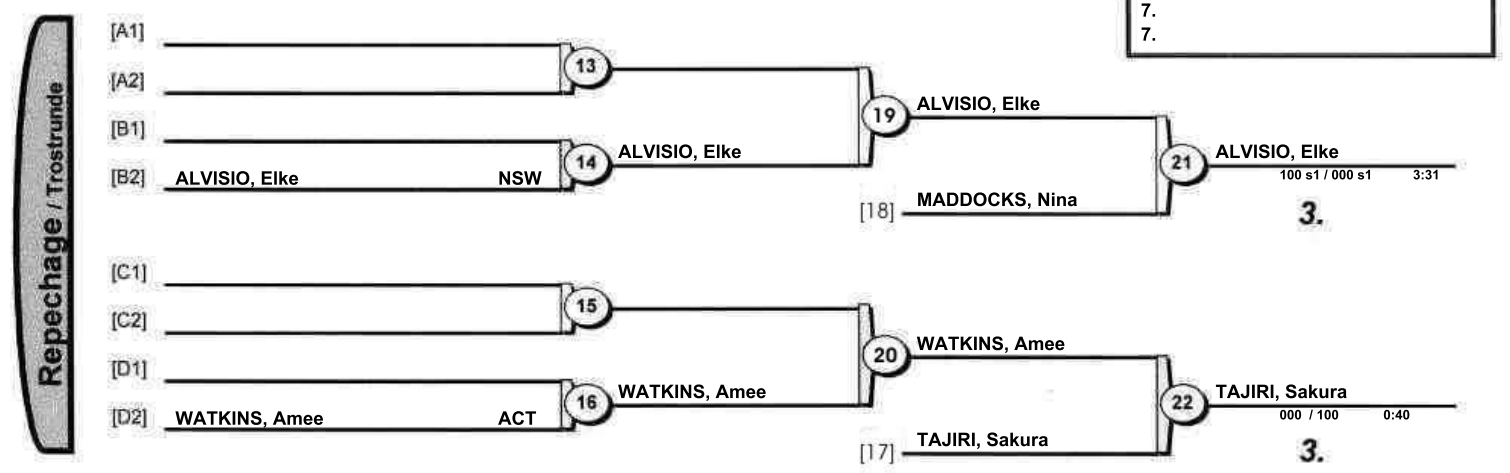 7.
7.
Repechage / Trostrunde
[A1]
13
[A2]
ALVISIO, Elke
19
[B1]
ALVISIO, Elke
14
ALVISIO, Elke
21
[B2] ALVISIO, Elke NSW
100 s1 / 000 s1 3:31
[18] MADDOCKS, Nina
3.
[C1]
15
[C2]
WATKINS, Amee
20
[D1]
WATKINS, Amee
16
TAJIRI, Sakura
22
[D2] WATKINS, Amee ACT
000 / 100 0:40
[17] TAJIRI, Sakura
3.